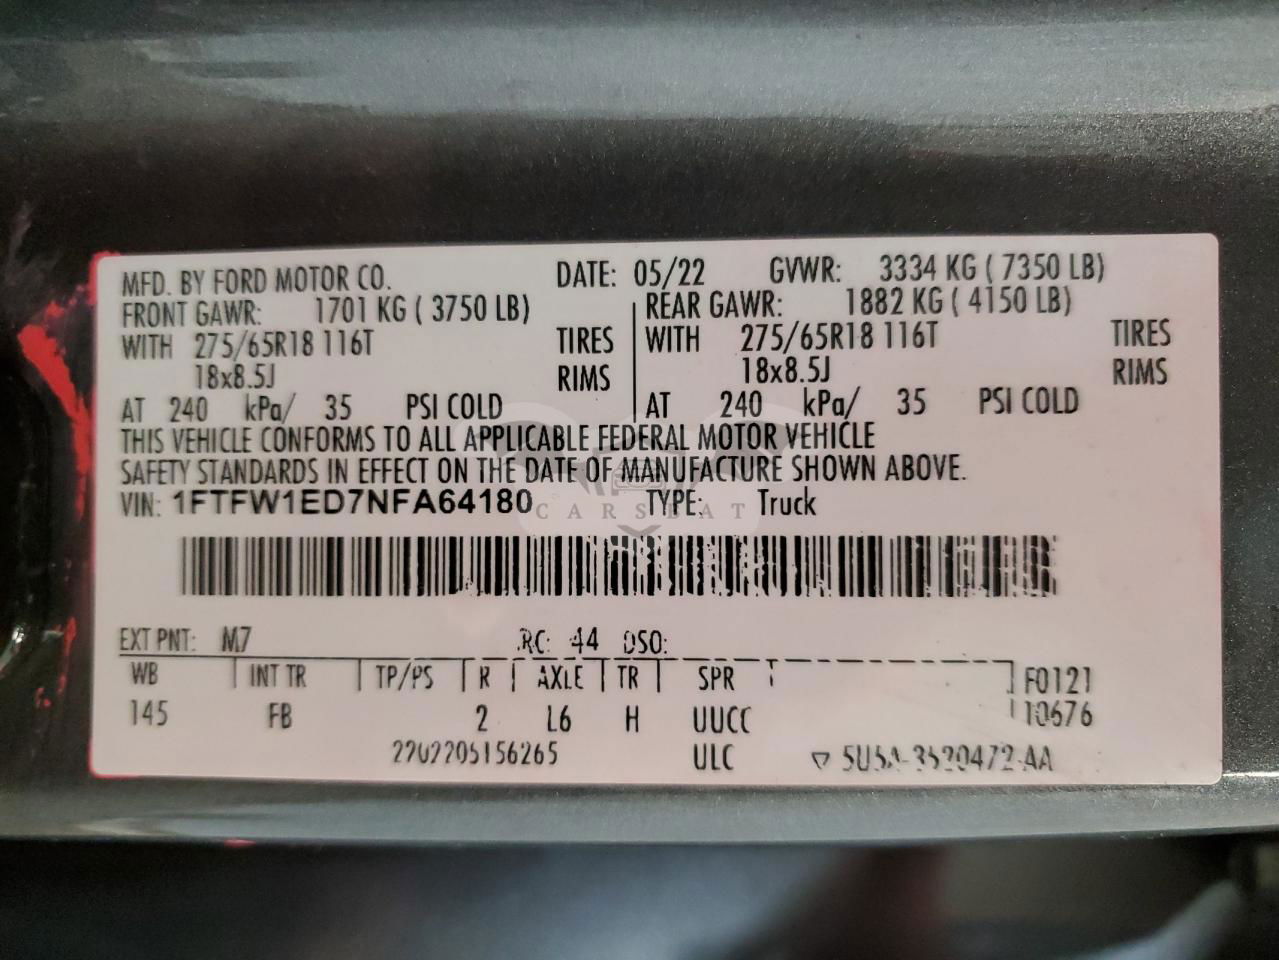 MFD. BY FORD MOTOR CO. DATE: 05/22 GVWR: 3334 KG ( 7350 LB)
FRONT GAWR: 1701 KG ( 3750 LB) REAR GAWR: 1882 KG ( 4150 LB)
WITH 275/65R18 116T TIRES WITH 275/65R18 116T TIRES
18x8.5J RIMS 18x8.5J RIMS
AT 240 kPa/ 35 PSI COLD AT 240 kPa/ 35 PSI COLD
THIS VEHICLE CONFORMS TO ALL APPLICABLE FEDERAL MOTOR VEHICLE
SAFETY STANDARDS IN EFFECT ON THE DATE OF MANUFACTURE SHOWN ABOVE.
VIN: 1FTFW1ED7NFA64180 TYPE: Truck
CARSBAT
EXT PNT: M7 RC: 44 DSO:
WB INT TR TP/PS R AXLE TR SPR F0121
145 FB 2 L6 H UUCC 10676
2202205156265 ULC